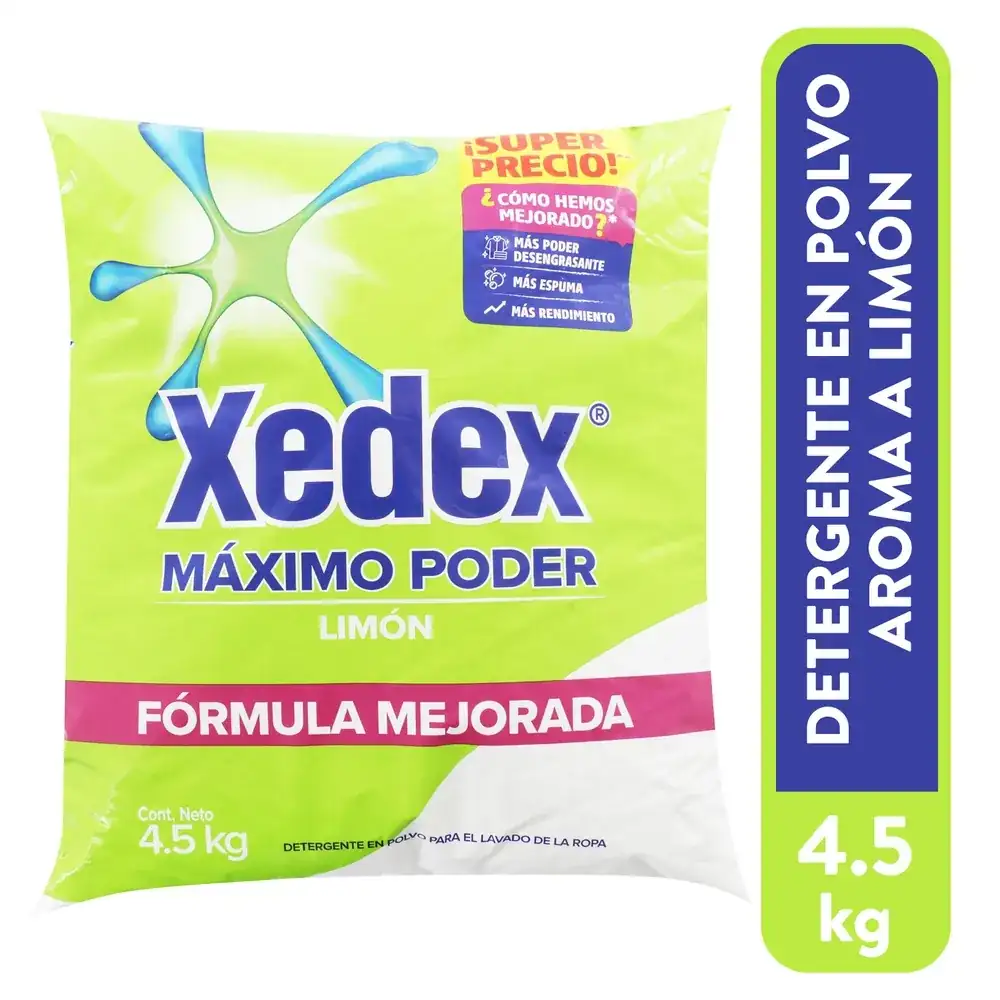 ¡SUPER
PRECIO!
¿CÓMO HEMOS
MEJORADO?*
MÁS PODER
DESENGRASANTE
MÁS ESPUMA
MÁS RENDIMIENTO
Xedex®
MÁXIMO PODER
LIMÓN
FÓRMULA MEJORADA
Cont. Neto
4.5 kg
DETERGENTE EN POLVO PARA EL LAVADO DE LA ROPA
DETERGENTE EN POLVO
AROMA A LIMÓN
4.5
kg